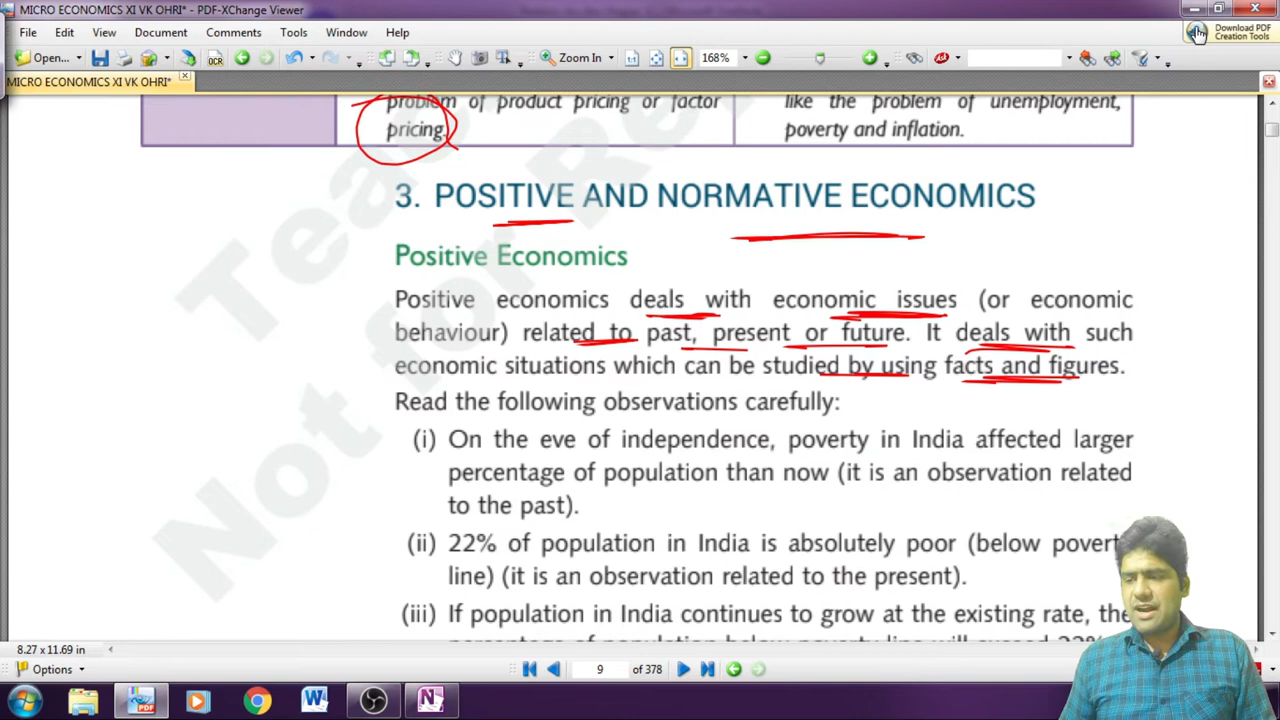 MICRO ECONOMICS XI VK OHRI* - PDF-XChange Viewer
File Edit View Document Comments Tools Window Help
Open... OCR Zoom In 168%
Download PDF
Creation Tools
MICRO ECONOMICS XI VK OHRI*
problem of product pricing or factor
pricing.
like the problem of unemployment,
poverty and inflation.
3. POSITIVE AND NORMATIVE ECONOMICS
Positive Economics
Positive economics deals with economic issues (or economic
behaviour) related to past, present or future. It deals with such
economic situations which can be studied by using facts and figures.
Read the following observations carefully:
(i) On the eve of independence, poverty in India affected larger
percentage of population than now (it is an observation related
to the past).
(ii) 22% of population in India is absolutely poor (below povert
line) (it is an observation related to the present).
(iii) If population in India continues to grow at the existing rate, the
Not for Re
8.27 x 11.69 in
Options 9 of 378